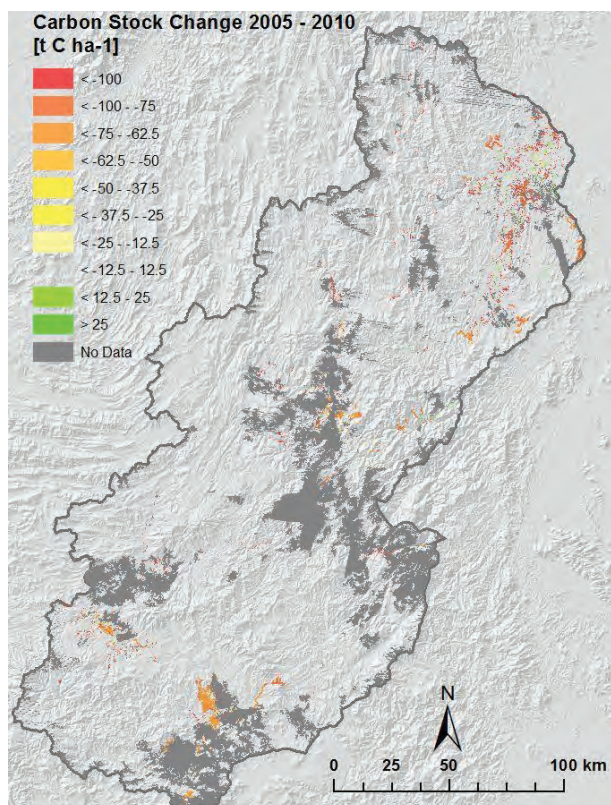 Carbon Stock Change 2005 - 2010
[t C ha-1]
< -100
< -100 - -75
< -75 - -62.5
< -62.5 - -50
< -50 - -37.5
< -37.5 - -25
< -25 - -12.5
< -12.5 - 12.5
< 12.5 - 25
> 25
No Data
N
0 25 50 100 km